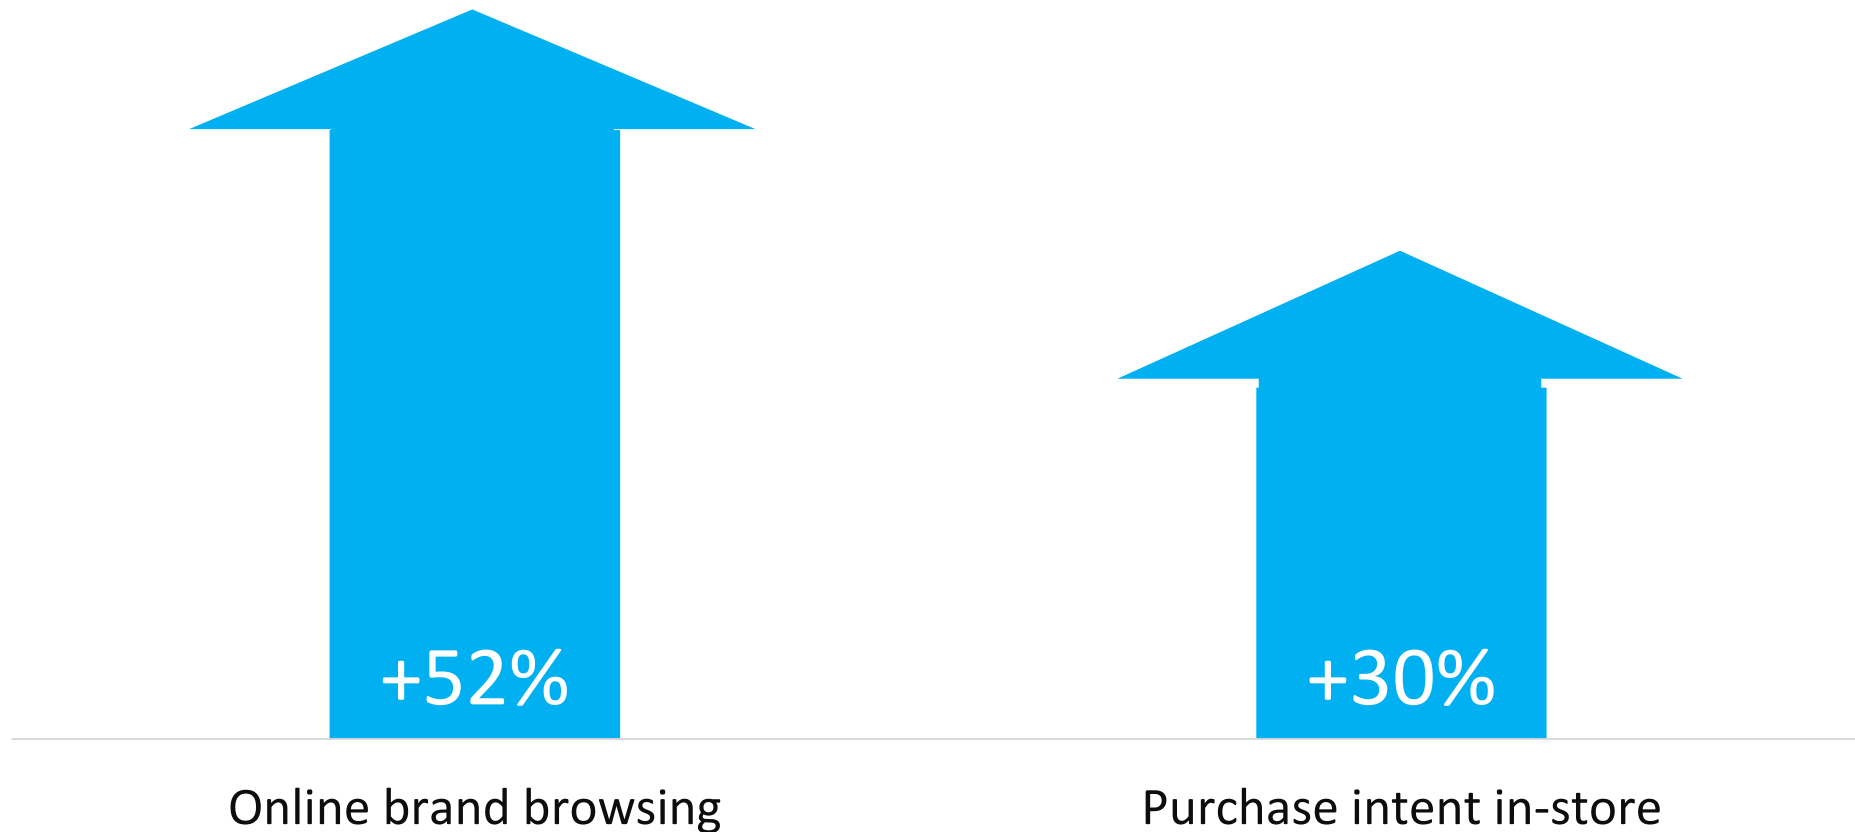 +52%
+30%
Online brand browsing
Purchase intent in-store